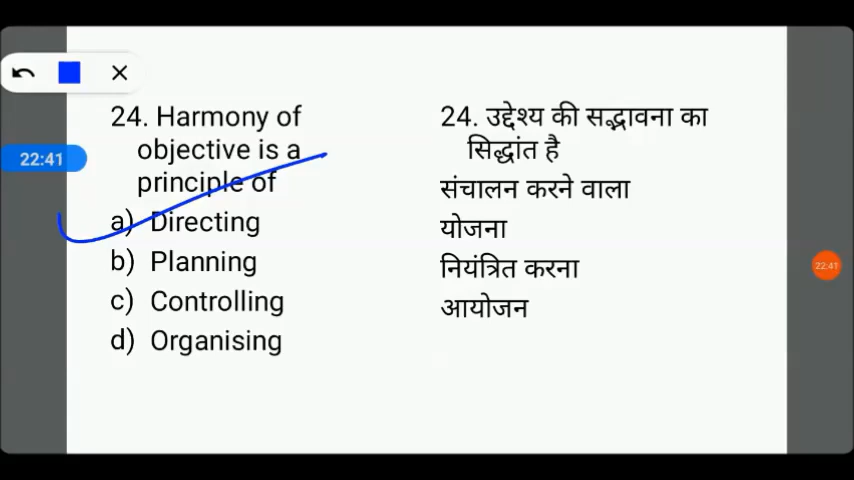 24. Harmony of
objective is a
principle of
a) Directing
b) Planning
c) Controlling
d) Organising
24. उद्देश्य की सद्भावना का
सिद्धांत है
संचालन करने वाला
योजना
नियंत्रित करना
आयोजन
22:41
22:41